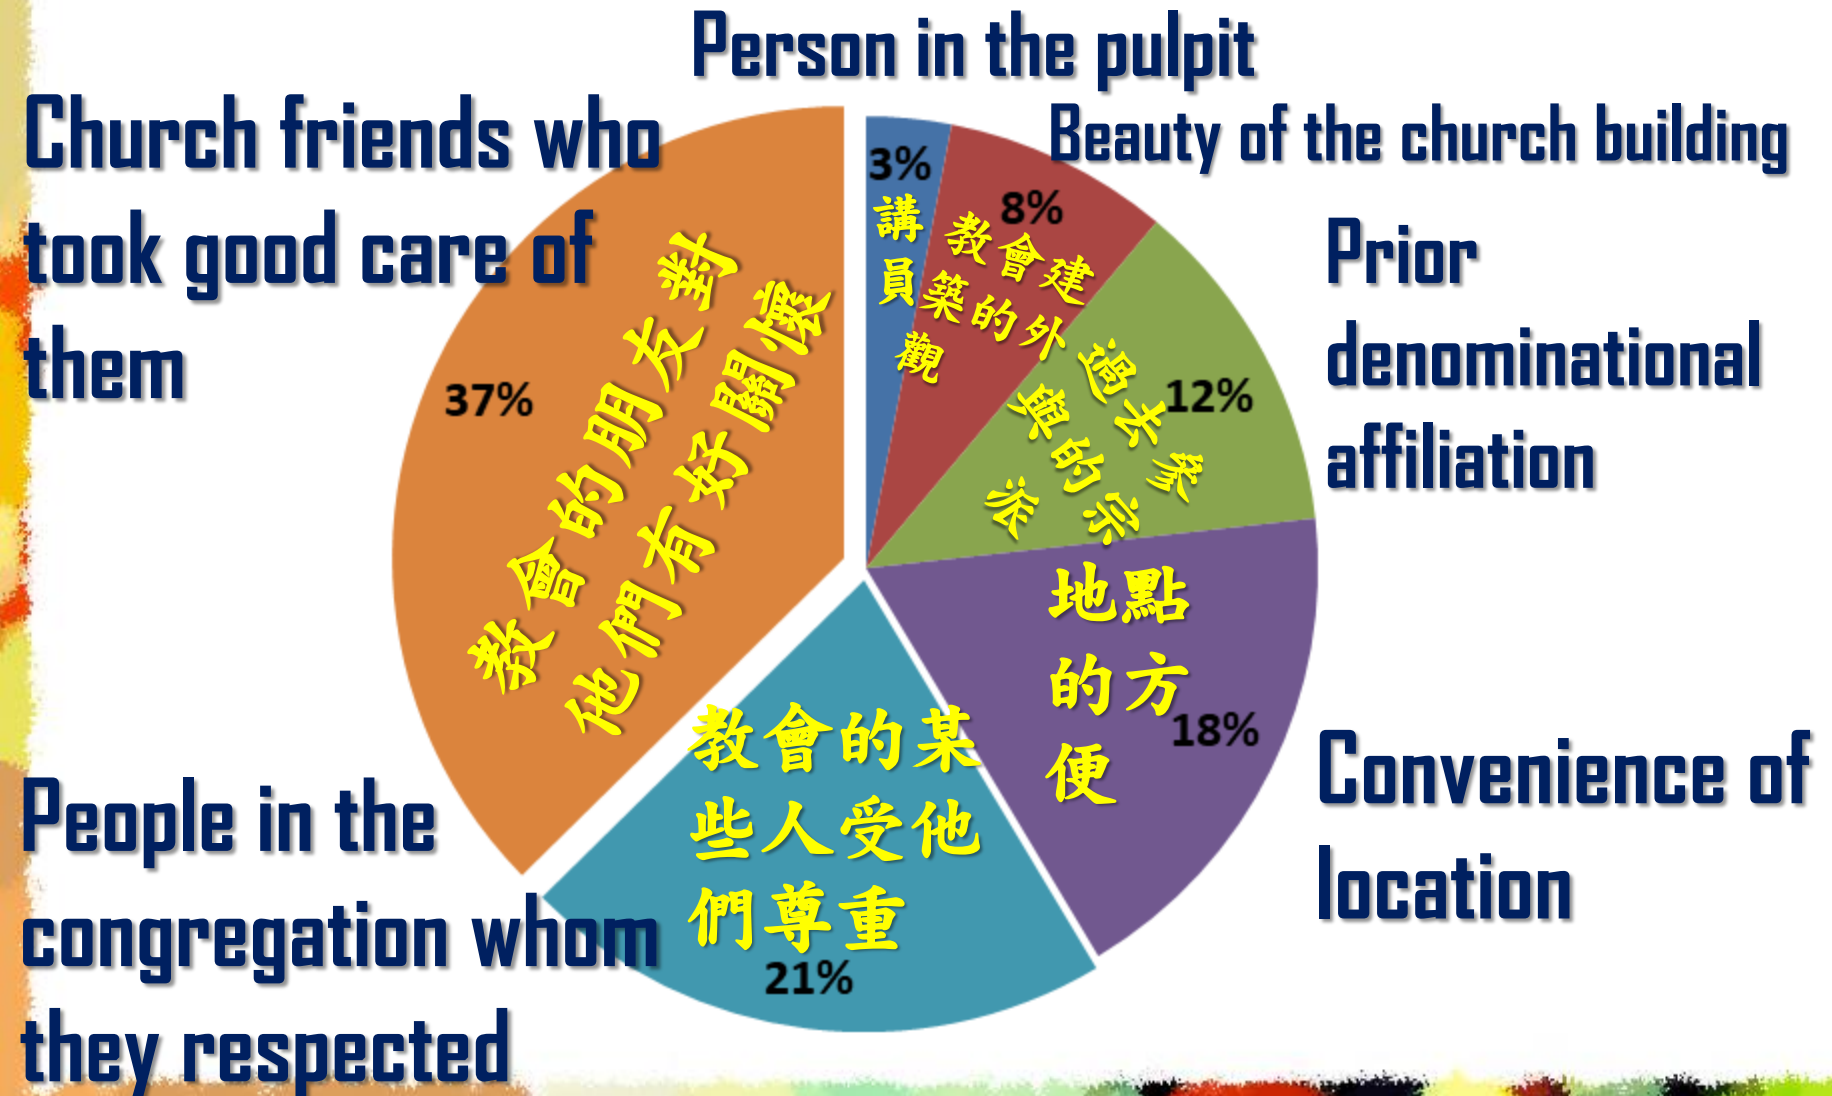 Person in the pulpit
Church friends who
took good care of
them
Beauty of the church building
Prior
denominational
affiliation
Convenience of
location
People in the
congregation whom
they respected
3%
講
員
8%
教會建
築的外
觀
12%
過去參
與的宗
派
地點
的方
便
18%
教會的某
些人受他
們尊重
21%
37%
教會的朋友對
他們有好關懷